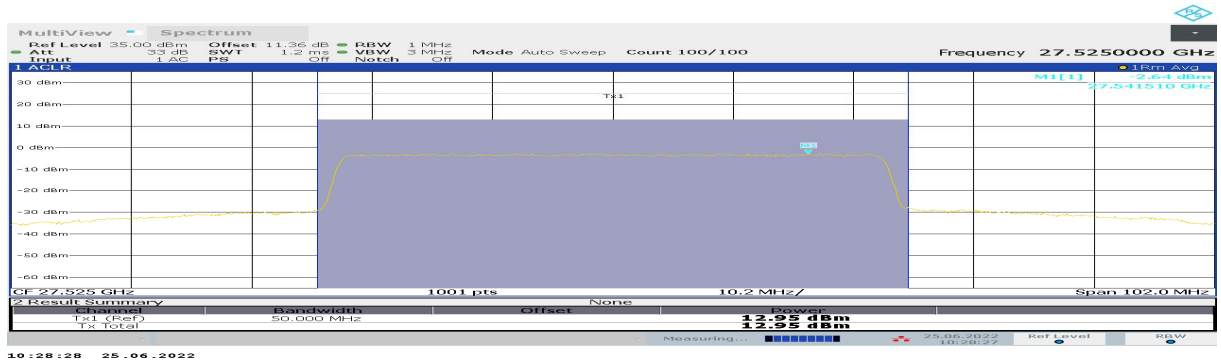 MultiView Spectrum
Ref Level 35.00 dBm Offset 11.36 dB RBW 1 MHz
Att 33 dB SWT 1.2 ms VBW 3 MHz Mode Auto Sweep Count 100/100 Frequency 27.5250000 GHz
Input 1 AC PS Off Notch Off
1 ACLR 1Rm Avg
M1[1] -2.64 dBm
27.541510 GHz
30 dBm
Tx1
20 dBm
10 dBm
0 dBm
M1
-10 dBm
-20 dBm
-30 dBm
-40 dBm
-50 dBm
-60 dBm
CF 27.525 GHz 1001 pts 10.2 MHz/ Span 102.0 MHz
2 Result Summary None
Channel Bandwidth Offset Power
Tx1 (Ref) 50.000 MHz 12.95 dBm
Tx Total 12.95 dBm
Measuring... 25.06.2022 Ref Level RBW
10:28:27
10:28:28 25.06.2022